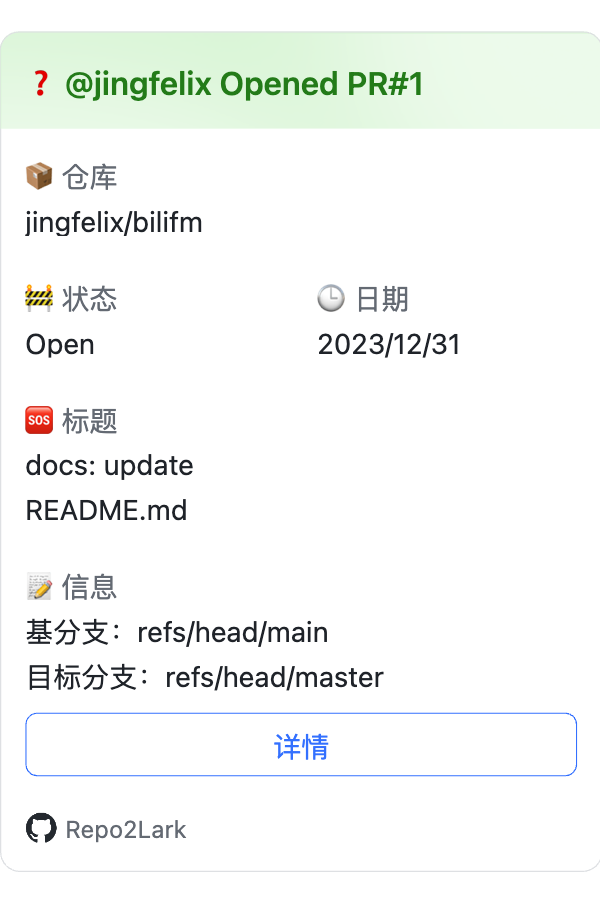 ❓ @jingfelix Opened PR#1
📦 仓库
jingfelix/bilifm
🚧 状态
Open
🕒 日期
2023/12/31
🆘 标题
docs: update
README.md
📝 信息
基分支：refs/head/main
目标分支：refs/head/master
详情
Repo2Lark